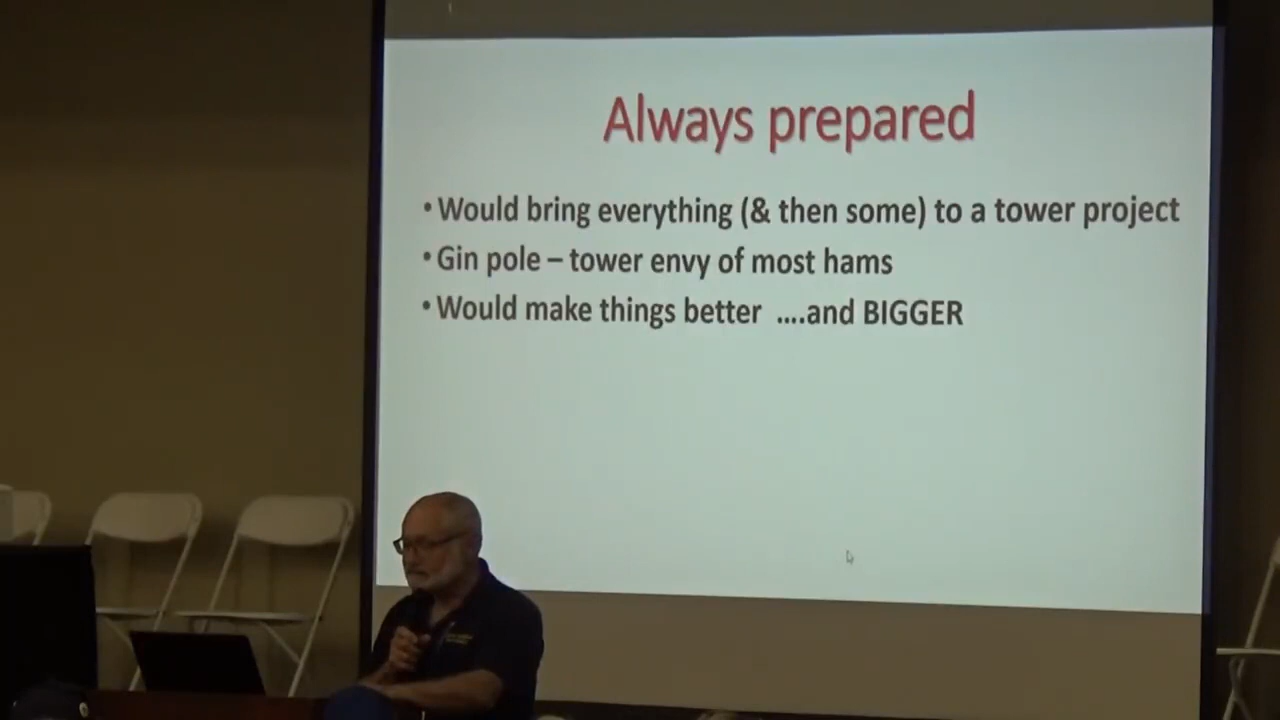 Always prepared
• Would bring everything (& then some) to a tower project
• Gin pole – tower envy of most hams
• Would make things better ....and BIGGER